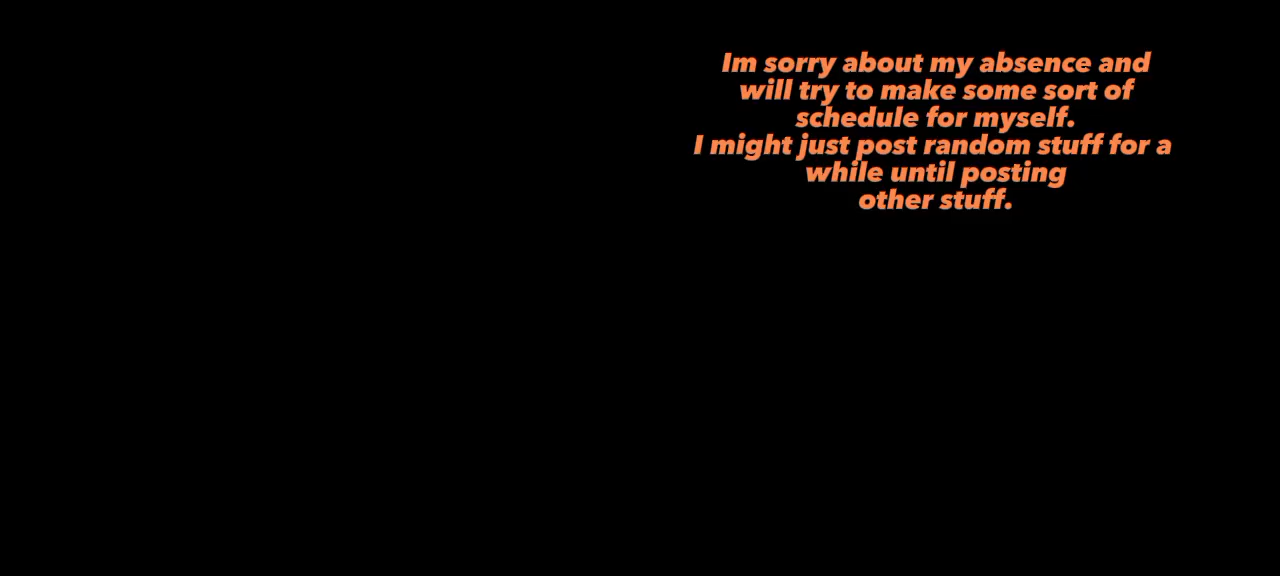 Im sorry about my absence and
will try to make some sort of
schedule for myself.
I might just post random stuff for a
while until posting
other stuff.